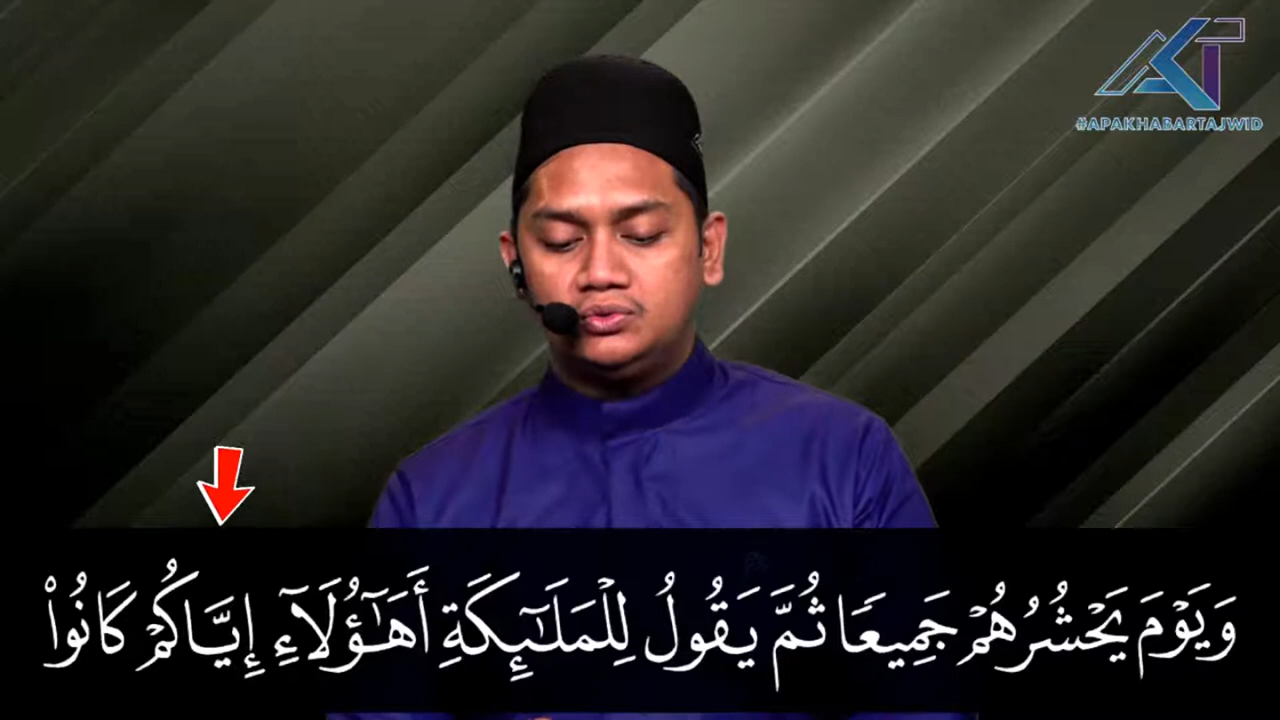 #APAKHABARTAJWID
وَيَوْمَ يَحْشُرُهُمْ جَمِيعًا ثُمَّ يَقُولُ لِلْمَلَـٰٓئِكَةِ أَهَـٰٓؤُلَآءِ إِيَّاكُمْ كَانُوا۟